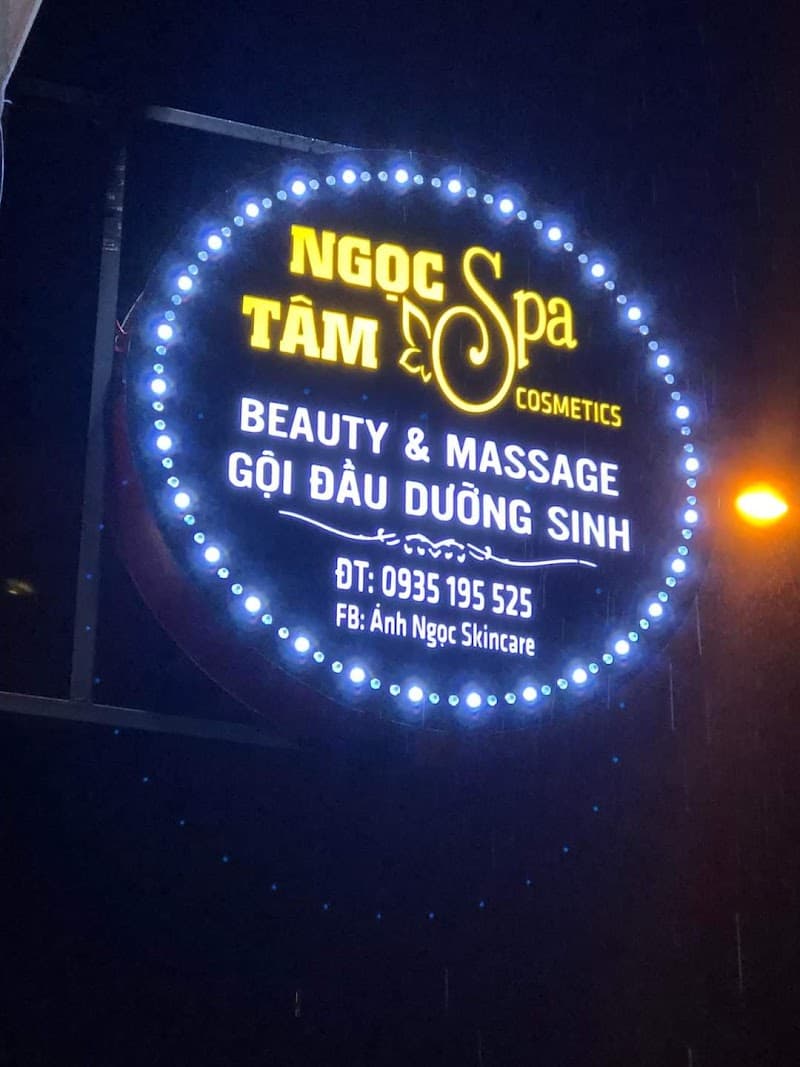 NGỌC
TÂM Spa
COSMETICS
BEAUTY & MASSAGE
GỘI ĐẦU DƯỠNG SINH
ĐT: 0935 195 525
FB: Ánh Ngọc Skincare